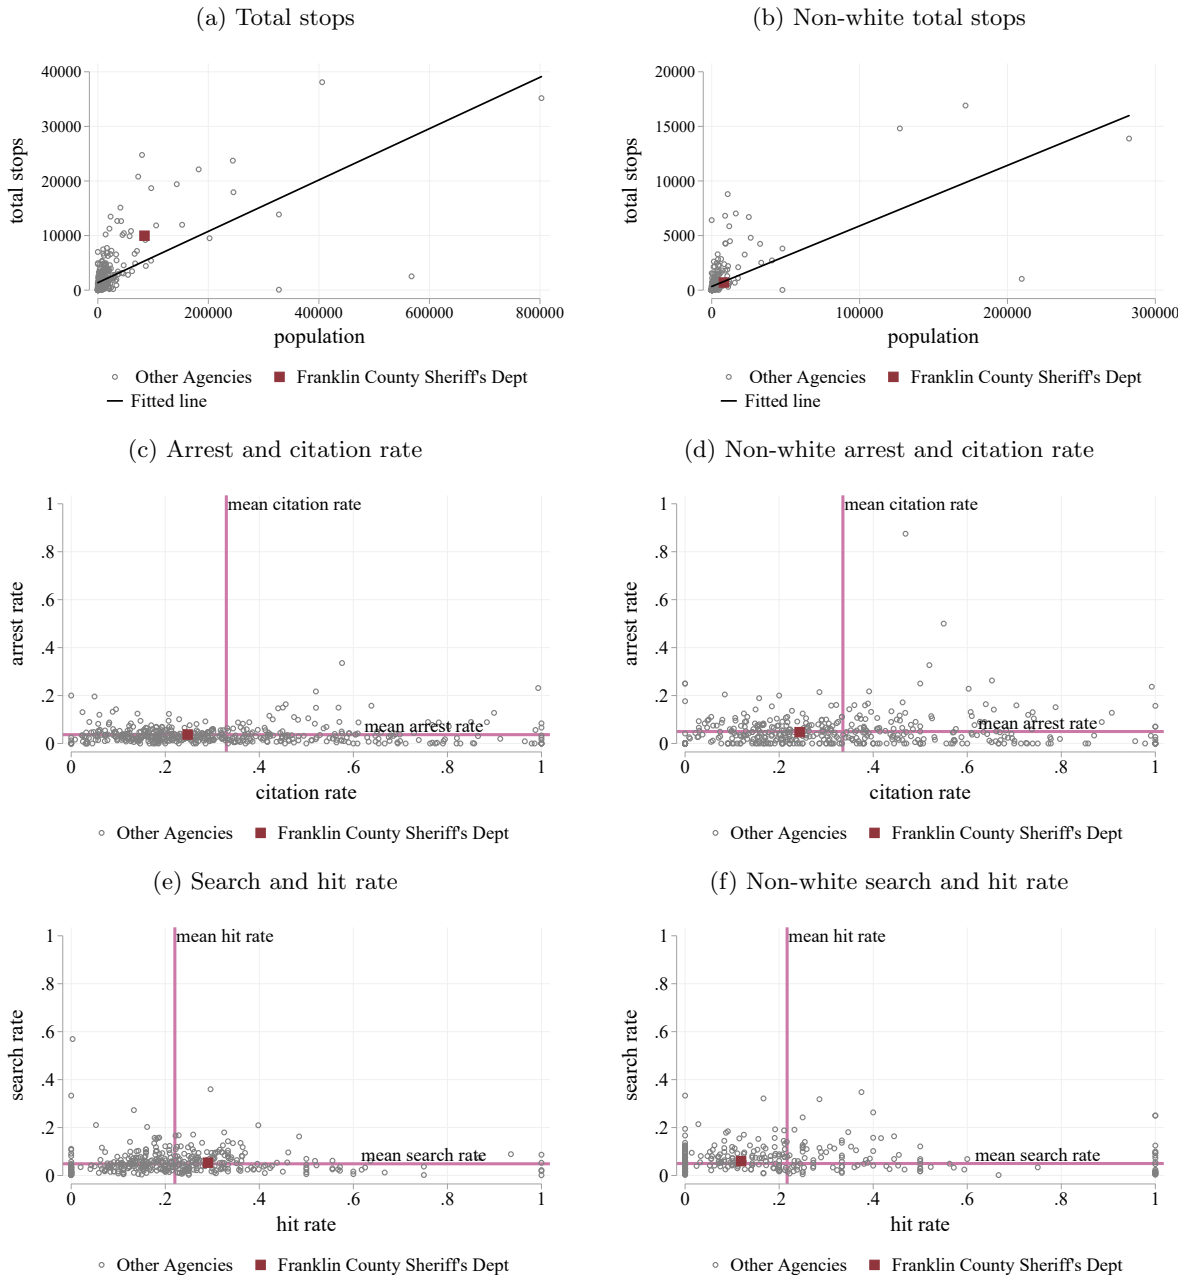 (a) Total stops
(b) Non-white total stops
total stops
40000
30000
20000
10000
0
0 200000 400000 600000 800000
population
○ Other Agencies ■ Franklin County Sheriff's Dept
— Fitted line
total stops
20000
15000
10000
5000
0
0 100000 200000 300000
population
○ Other Agencies ■ Franklin County Sheriff's Dept
— Fitted line
(c) Arrest and citation rate
(d) Non-white arrest and citation rate
arrest rate
1
.8
.6
.4
.2
0
mean citation rate
mean arrest rate
0 .2 .4 .6 .8 1
citation rate
○ Other Agencies ■ Franklin County Sheriff's Dept
arrest rate
1
.8
.6
.4
.2
0
mean citation rate
mean arrest rate
0 .2 .4 .6 .8 1
citation rate
○ Other Agencies ■ Franklin County Sheriff's Dept
(e) Search and hit rate
(f) Non-white search and hit rate
search rate
1
.8
.6
.4
.2
0
mean hit rate
mean search rate
0 .2 .4 .6 .8 1
hit rate
○ Other Agencies ■ Franklin County Sheriff's Dept
search rate
1
.8
.6
.4
.2
0
mean hit rate
mean search rate
0 .2 .4 .6 .8 1
hit rate
○ Other Agencies ■ Franklin County Sheriff's Dept